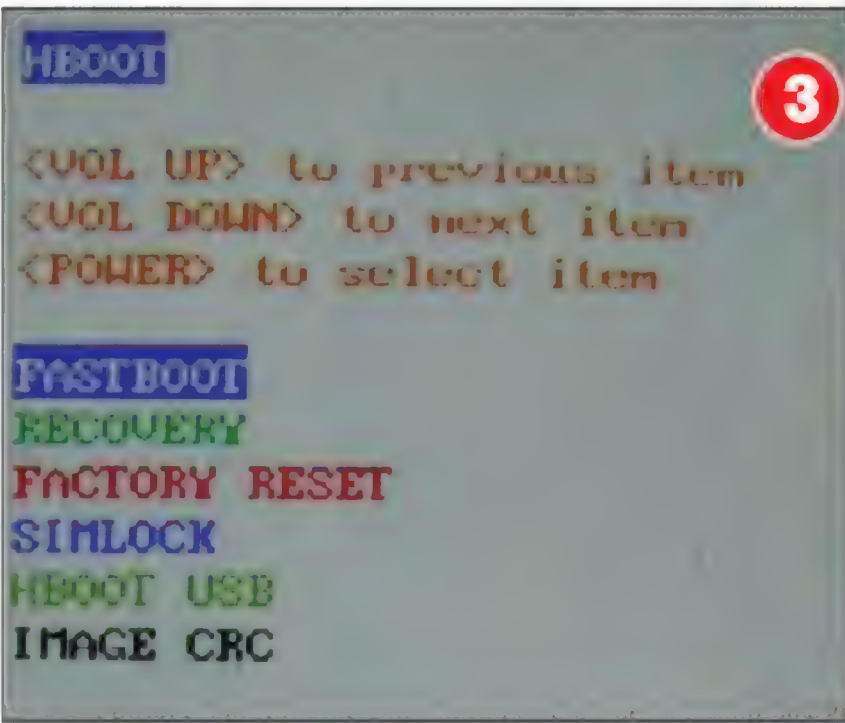 HBOOT
3
<VOL UP> to previous item
<VOL DOWN> to next item
<POWER> to select item
FASTBOOT
RECOVERY
FACTORY RESET
SIMLOCK
HBOOT USB
IMAGE CRC